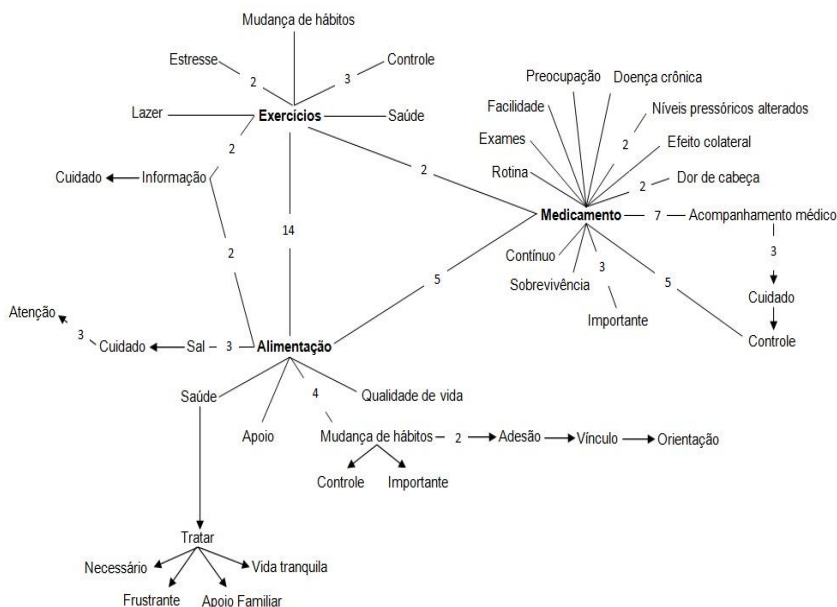 Mudança de hábitos
Estresse
2
3
Controle
Lazer
Exercícios
Saúde
Preocupação
Doença crônica
Facilidade
Níveis pressóricos alterados
Exames
2
Efeito colateral
Rotina
2
Dor de cabeça
2
Cuidado
Informação
2
Medicamento
7
Acompanhamento médico
14
2
Contínuo
3
3
Sobrevivência
5
5
Cuidado
Importante
Atenção
3
Cuidado
Sal
3
Alimentação
Controle
Saúde
4
Qualidade de vida
Apoio
Mudança de hábitos
2
Adesão
Vínculo
Orientação
Controle
Importante
Tratar
Necessário
Vida tranquila
Frustrante
Apoio Familiar